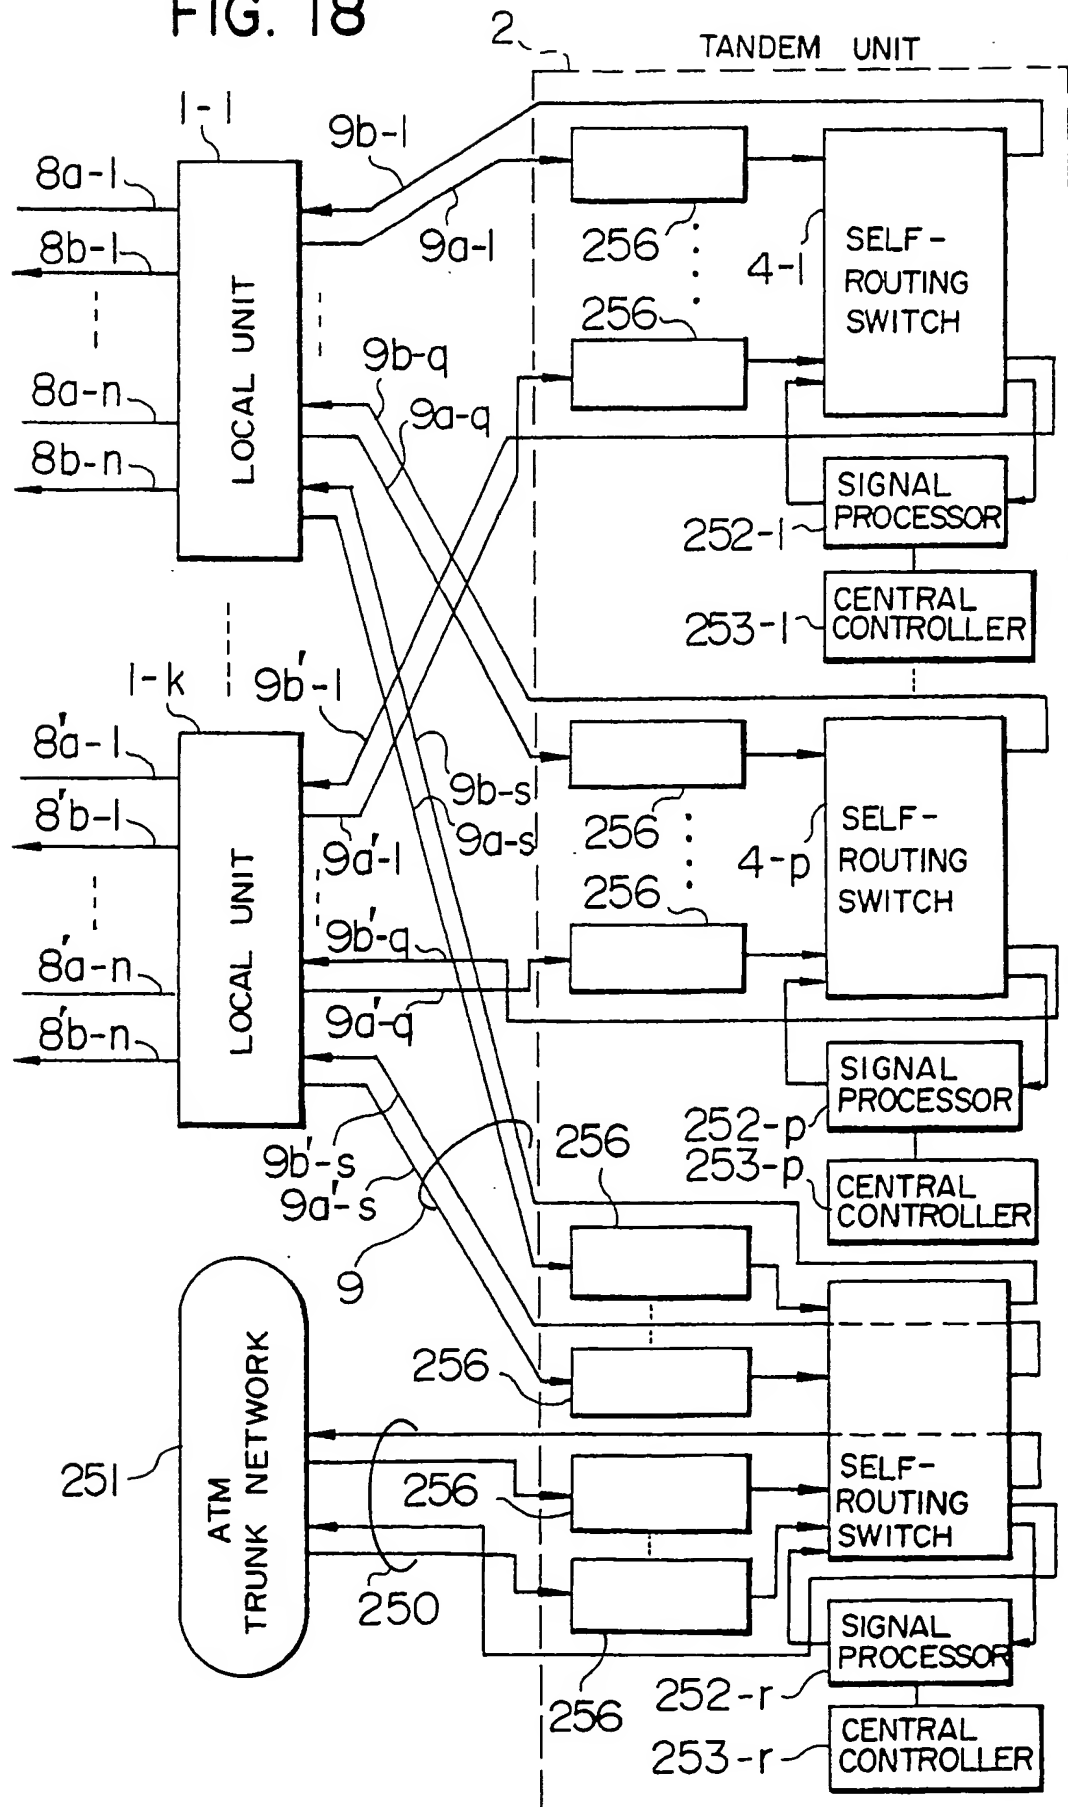 FIG. 18
2
TANDEM UNIT
1-1
9b-1
8a-1
8b-1
9a-1
256
4-1
SELF-
ROUTING
SWITCH
LOCAL UNIT
256
9b-q
9a-q
8a-n
8b-n
SIGNAL
PROCESSOR
252-1
CENTRAL
CONTROLLER
253-1
1-k
9b'-1
8'a-1
8'b-1
9b-s
9a-s
9a'-1
256
4-p
SELF-
ROUTING
SWITCH
LOCAL UNIT
256
9b'-q
9a'-q
8'a-n
8'b-n
SIGNAL
PROCESSOR
252-p
253-p
CENTRAL
CONTROLLER
9b'-s
9a'-s
9
256
256
251
ATM
TRUNK NETWORK
256
250
SELF-
ROUTING
SWITCH
256
SIGNAL
PROCESSOR
252-r
CENTRAL
CONTROLLER
253-r